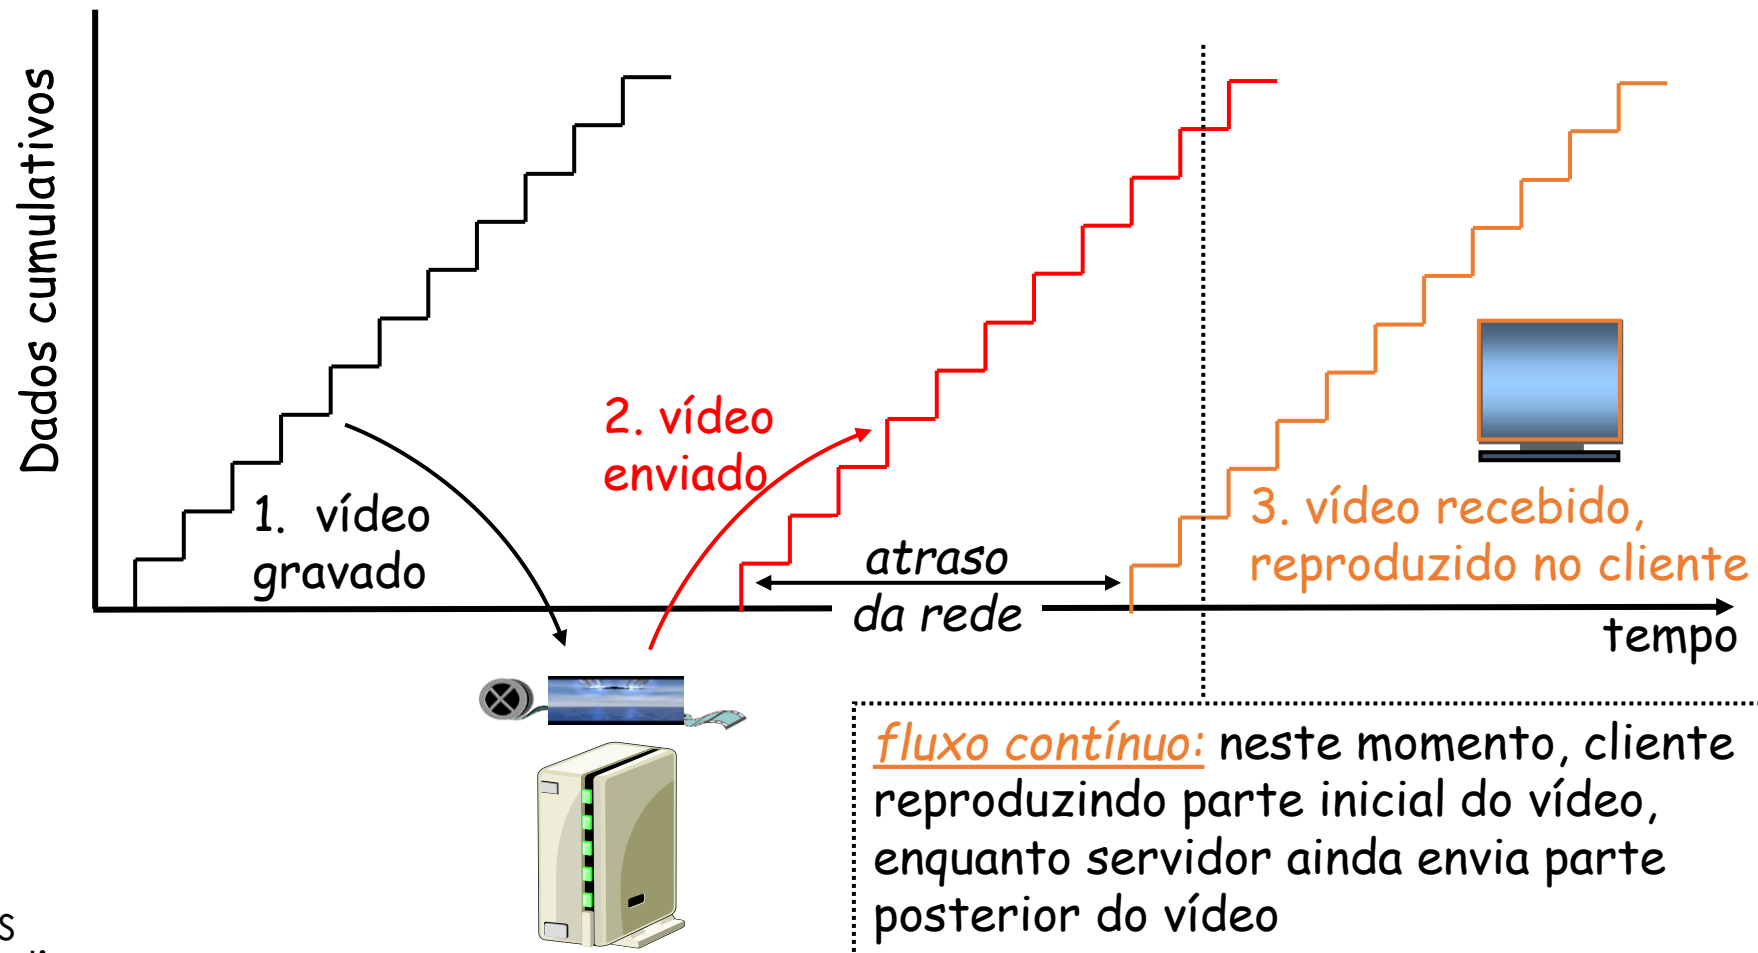 Dados cumulativos
1. vídeo
gravado
2. vídeo
enviado
atraso
da rede
3. vídeo recebido,
reproduzido no cliente
tempo
fluxo contínuo: neste momento, cliente
reproduzindo parte inicial do vídeo,
enquanto servidor ainda envia parte
posterior do vídeo
s